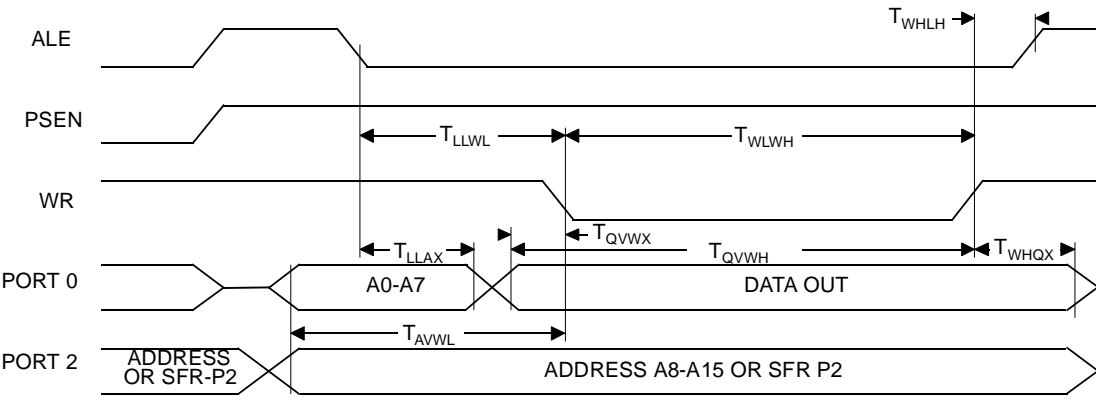 T_WHLH
ALE
PSEN
T_LLWL
T_WLWH
WR
T_QVWX
T_LLAX
T_QVWH
T_WHQX
PORT 0
A0-A7
DATA OUT
T_AVWL
PORT 2
ADDRESS
OR SFR-P2
ADDRESS A8-A15 OR SFR P2